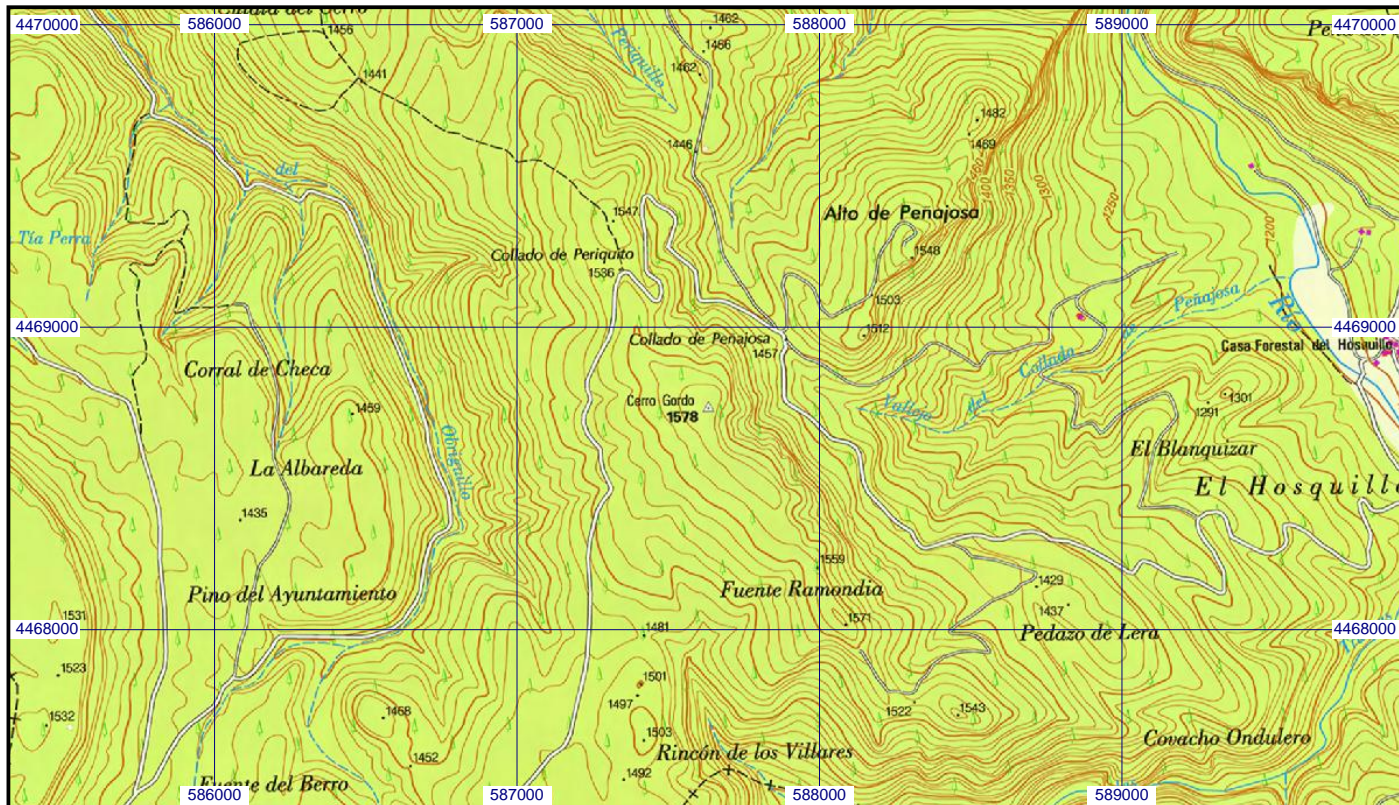 4470000
586000
587000
588000
589000
4470000
1456
1462
1466
1462
Periquillo
1441
1482
1446
1469
1450
1400
1350
1300
1250
1200
del
Tía Perra
1547
Alto de Peñajosa
1548
Collado de Periquito
1536
1503
Peñajosa
Río
4469000
1512
4469000
Collado de Peñajosa
1457
de
Collado
Casa Forestal del Hosquillo
Corral de Checa
Cerro Gordo
1578
Vallejo
del
1301
1291
1469
Obriguillo
La Albareda
El Blanquizar
El Hosquillo
1435
1559
Fuente Ramondia
1429
1437
Pino del Ayuntamiento
1531
1571
4468000
1481
Pedazo de Lera
4468000
1523
1501
1497
1468
1522
1543
1532
1503
Rincón de los Villares
Covacho Ondulero
1452
1492
Fuente del Berro
586000
587000
588000
589000